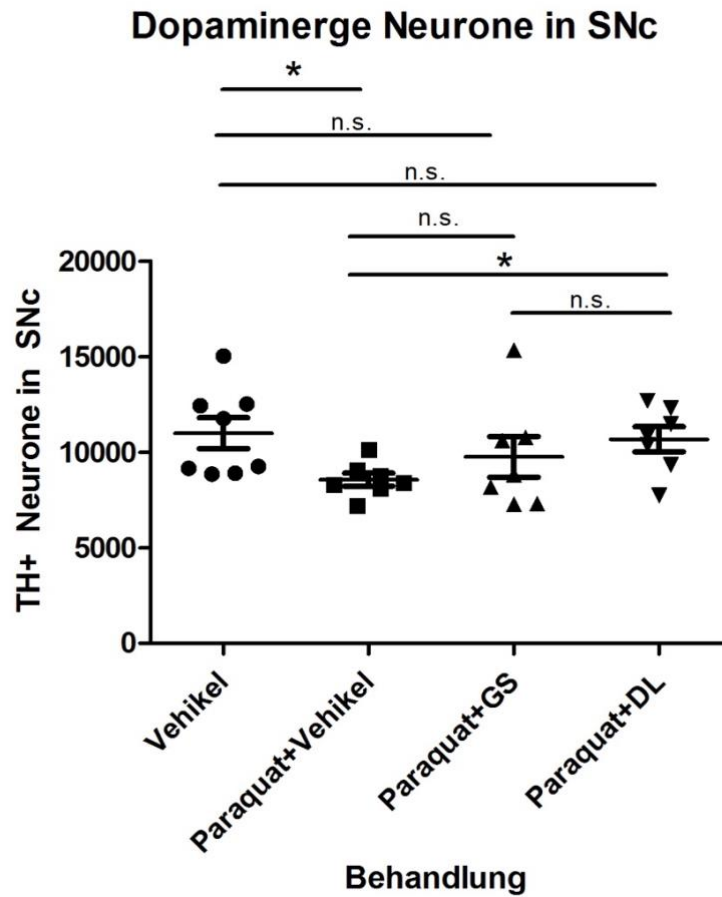 Dopaminerge Neurone in SNc
*
n.s.
n.s.
n.s.
*
n.s.
20000
15000
10000
5000
0
TH+ Neurone in SNc
Vehikel
Paraquat+Vehikel
Paraquat+GS
Paraquat+DL
Behandlung